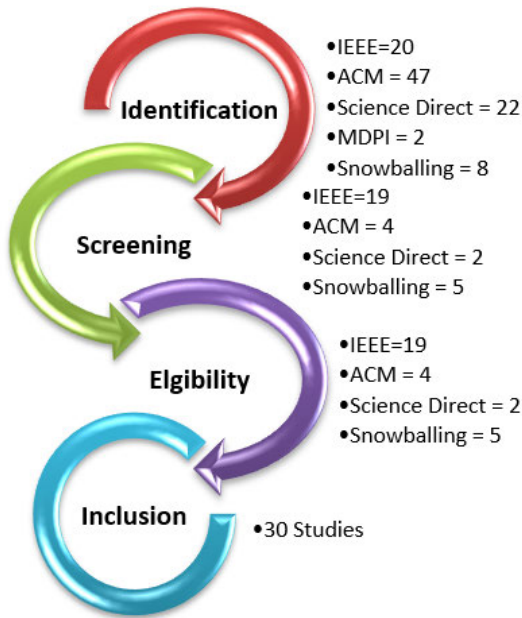 Identification
•IEEE=20
•ACM = 47
•Science Direct = 22
•MDPI = 2
•Snowballing = 8
Screening
•IEEE=19
•ACM = 4
•Science Direct = 2
•Snowballing = 5
Elgibility
•IEEE=19
•ACM = 4
•Science Direct = 2
•Snowballing = 5
Inclusion
•30 Studies